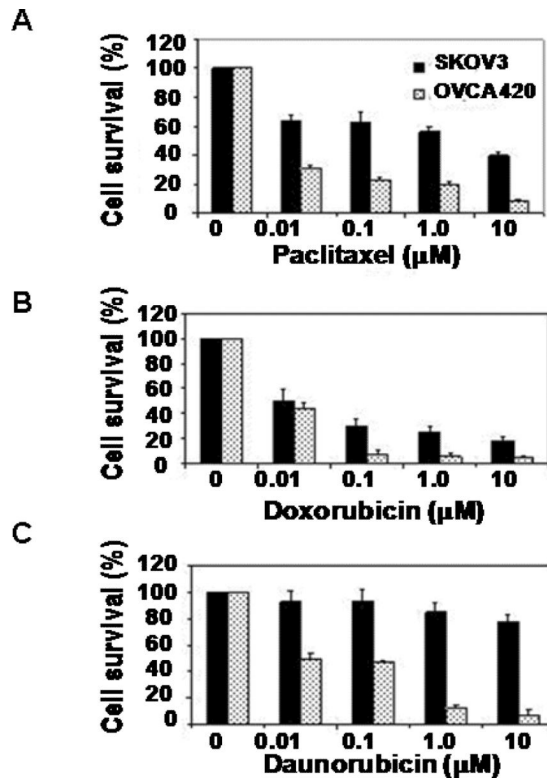 A
Cell survival (%)
120
100
80
60
40
20
0
SKOV3
OVCA420
0 0.01 0.1 1.0 10
Paclitaxel (µM)
B
Cell survival (%)
120
100
80
60
40
20
0
0 0.01 0.1 1.0 10
Doxorubicin (µM)
C
Cell survival (%)
120
100
80
60
40
20
0
0 0.01 0.1 1.0 10
Daunorubicin (µM)